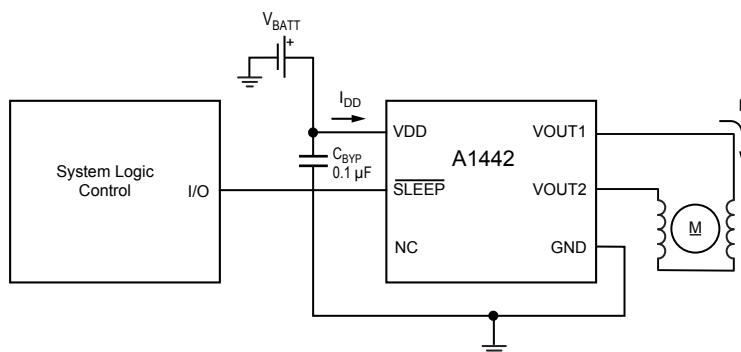 VBATT
+
IDD
System Logic
Control
I/O
CBYP
0.1 µF
VDD
SLEEP
NC
A1442
VOUT1
VOUT2
GND
M